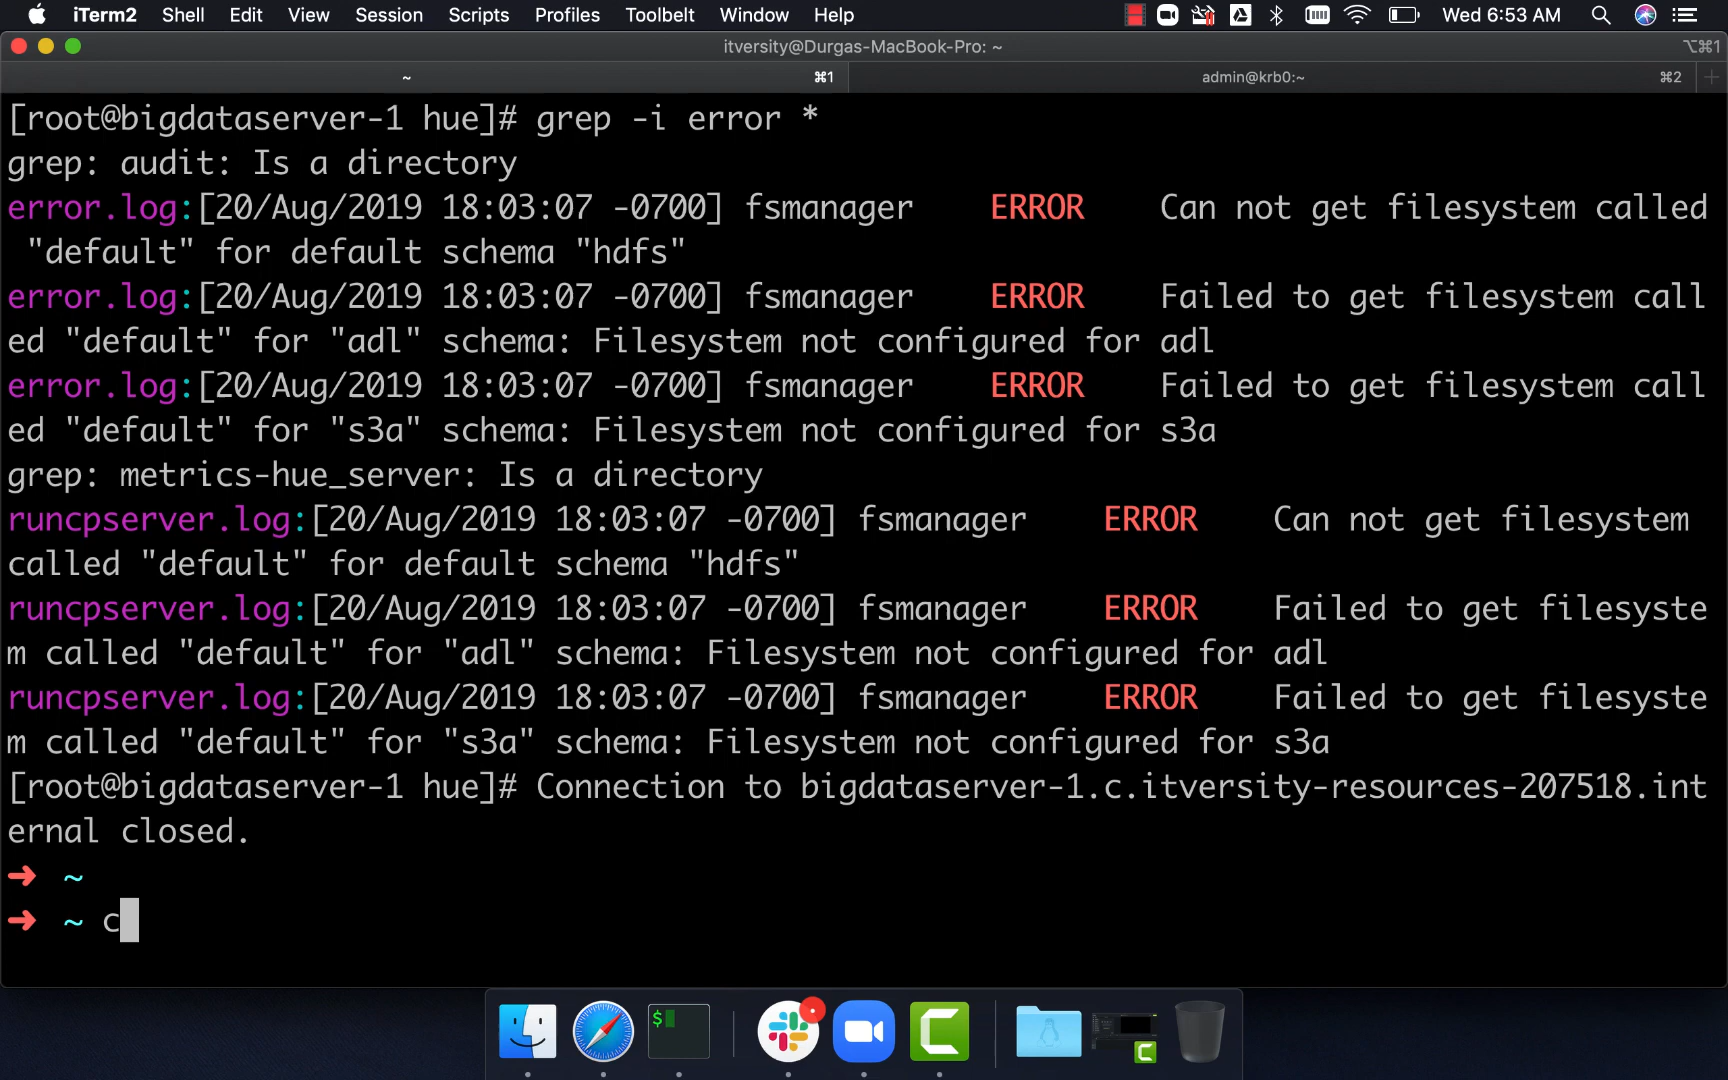 iTerm2 Shell Edit View Session Scripts Profiles Toolbelt Window Help Wed 6:53 AM
itversity@Durgas-MacBook-Pro: ~ ⌥⌘1
~ ⌘1 admin@krb0:~ ⌘2
[root@bigdataserver-1 hue]# grep -i error *
grep: audit: Is a directory
error.log:[20/Aug/2019 18:03:07 -0700] fsmanager    ERROR    Can not get filesystem called
 "default" for default schema "hdfs"
error.log:[20/Aug/2019 18:03:07 -0700] fsmanager    ERROR    Failed to get filesystem call
ed "default" for "adl" schema: Filesystem not configured for adl
error.log:[20/Aug/2019 18:03:07 -0700] fsmanager    ERROR    Failed to get filesystem call
ed "default" for "s3a" schema: Filesystem not configured for s3a
grep: metrics-hue_server: Is a directory
runcpserver.log:[20/Aug/2019 18:03:07 -0700] fsmanager    ERROR    Can not get filesystem
called "default" for default schema "hdfs"
runcpserver.log:[20/Aug/2019 18:03:07 -0700] fsmanager    ERROR    Failed to get filesyste
m called "default" for "adl" schema: Filesystem not configured for adl
runcpserver.log:[20/Aug/2019 18:03:07 -0700] fsmanager    ERROR    Failed to get filesyste
m called "default" for "s3a" schema: Filesystem not configured for s3a
[root@bigdataserver-1 hue]# Connection to bigdataserver-1.c.itversity-resources-207518.int
ernal closed.
➜ ~
➜ ~ c
$